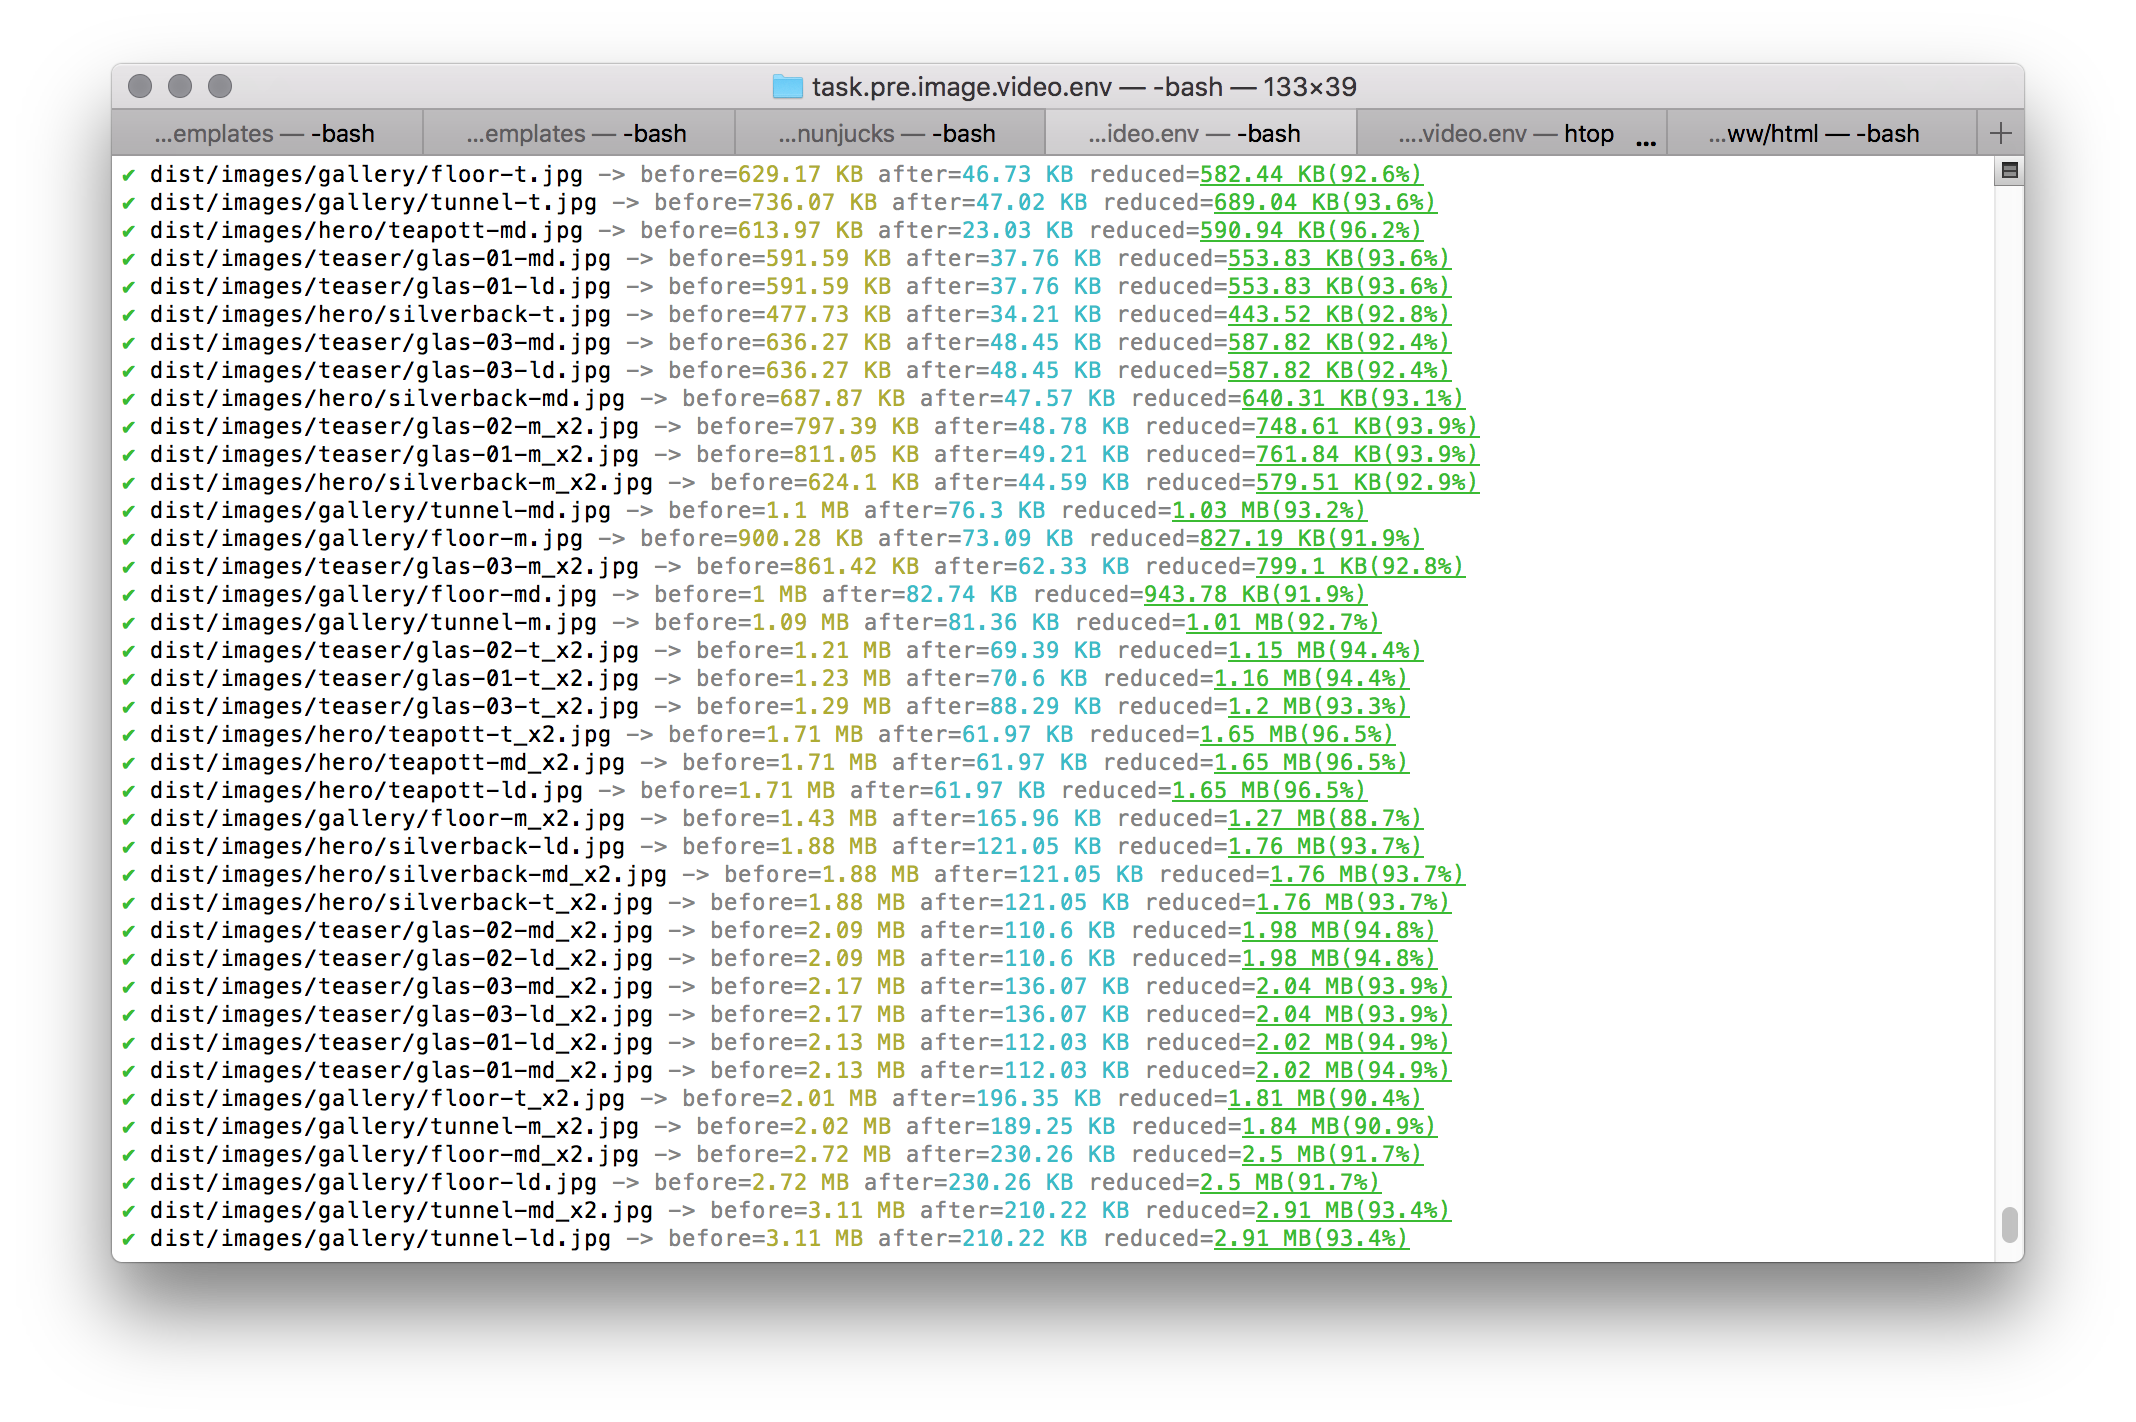 task.pre.image.video.env — -bash — 133×39
...emplates — -bash ...emplates — -bash ...nunjucks — -bash ...ideo.env — -bash ....video.env — htop ... ...ww/html — -bash +
✔ dist/images/gallery/floor-t.jpg -> before=629.17 KB after=46.73 KB reduced=582.44 KB(92.6%)
✔ dist/images/gallery/tunnel-t.jpg -> before=736.07 KB after=47.02 KB reduced=689.04 KB(93.6%)
✔ dist/images/hero/teapott-md.jpg -> before=613.97 KB after=23.03 KB reduced=590.94 KB(96.2%)
✔ dist/images/teaser/glas-01-md.jpg -> before=591.59 KB after=37.76 KB reduced=553.83 KB(93.6%)
✔ dist/images/teaser/glas-01-ld.jpg -> before=591.59 KB after=37.76 KB reduced=553.83 KB(93.6%)
✔ dist/images/hero/silverback-t.jpg -> before=477.73 KB after=34.21 KB reduced=443.52 KB(92.8%)
✔ dist/images/teaser/glas-03-md.jpg -> before=636.27 KB after=48.45 KB reduced=587.82 KB(92.4%)
✔ dist/images/teaser/glas-03-ld.jpg -> before=636.27 KB after=48.45 KB reduced=587.82 KB(92.4%)
✔ dist/images/hero/silverback-md.jpg -> before=687.87 KB after=47.57 KB reduced=640.31 KB(93.1%)
✔ dist/images/teaser/glas-02-m_x2.jpg -> before=797.39 KB after=48.78 KB reduced=748.61 KB(93.9%)
✔ dist/images/teaser/glas-01-m_x2.jpg -> before=811.05 KB after=49.21 KB reduced=761.84 KB(93.9%)
✔ dist/images/hero/silverback-m_x2.jpg -> before=624.1 KB after=44.59 KB reduced=579.51 KB(92.9%)
✔ dist/images/gallery/tunnel-md.jpg -> before=1.1 MB after=76.3 KB reduced=1.03 MB(93.2%)
✔ dist/images/gallery/floor-m.jpg -> before=900.28 KB after=73.09 KB reduced=827.19 KB(91.9%)
✔ dist/images/teaser/glas-03-m_x2.jpg -> before=861.42 KB after=62.33 KB reduced=799.1 KB(92.8%)
✔ dist/images/gallery/floor-md.jpg -> before=1 MB after=82.74 KB reduced=943.78 KB(91.9%)
✔ dist/images/gallery/tunnel-m.jpg -> before=1.09 MB after=81.36 KB reduced=1.01 MB(92.7%)
✔ dist/images/teaser/glas-02-t_x2.jpg -> before=1.21 MB after=69.39 KB reduced=1.15 MB(94.4%)
✔ dist/images/teaser/glas-01-t_x2.jpg -> before=1.23 MB after=70.6 KB reduced=1.16 MB(94.4%)
✔ dist/images/teaser/glas-03-t_x2.jpg -> before=1.29 MB after=88.29 KB reduced=1.2 MB(93.3%)
✔ dist/images/hero/teapott-t_x2.jpg -> before=1.71 MB after=61.97 KB reduced=1.65 MB(96.5%)
✔ dist/images/hero/teapott-md_x2.jpg -> before=1.71 MB after=61.97 KB reduced=1.65 MB(96.5%)
✔ dist/images/hero/teapott-ld.jpg -> before=1.71 MB after=61.97 KB reduced=1.65 MB(96.5%)
✔ dist/images/gallery/floor-m_x2.jpg -> before=1.43 MB after=165.96 KB reduced=1.27 MB(88.7%)
✔ dist/images/hero/silverback-ld.jpg -> before=1.88 MB after=121.05 KB reduced=1.76 MB(93.7%)
✔ dist/images/hero/silverback-md_x2.jpg -> before=1.88 MB after=121.05 KB reduced=1.76 MB(93.7%)
✔ dist/images/hero/silverback-t_x2.jpg -> before=1.88 MB after=121.05 KB reduced=1.76 MB(93.7%)
✔ dist/images/teaser/glas-02-md_x2.jpg -> before=2.09 MB after=110.6 KB reduced=1.98 MB(94.8%)
✔ dist/images/teaser/glas-02-ld_x2.jpg -> before=2.09 MB after=110.6 KB reduced=1.98 MB(94.8%)
✔ dist/images/teaser/glas-03-md_x2.jpg -> before=2.17 MB after=136.07 KB reduced=2.04 MB(93.9%)
✔ dist/images/teaser/glas-03-ld_x2.jpg -> before=2.17 MB after=136.07 KB reduced=2.04 MB(93.9%)
✔ dist/images/teaser/glas-01-ld_x2.jpg -> before=2.13 MB after=112.03 KB reduced=2.02 MB(94.9%)
✔ dist/images/teaser/glas-01-md_x2.jpg -> before=2.13 MB after=112.03 KB reduced=2.02 MB(94.9%)
✔ dist/images/gallery/floor-t_x2.jpg -> before=2.01 MB after=196.35 KB reduced=1.81 MB(90.4%)
✔ dist/images/gallery/tunnel-m_x2.jpg -> before=2.02 MB after=189.25 KB reduced=1.84 MB(90.9%)
✔ dist/images/gallery/floor-md_x2.jpg -> before=2.72 MB after=230.26 KB reduced=2.5 MB(91.7%)
✔ dist/images/gallery/floor-ld.jpg -> before=2.72 MB after=230.26 KB reduced=2.5 MB(91.7%)
✔ dist/images/gallery/tunnel-md_x2.jpg -> before=3.11 MB after=210.22 KB reduced=2.91 MB(93.4%)
✔ dist/images/gallery/tunnel-ld.jpg -> before=3.11 MB after=210.22 KB reduced=2.91 MB(93.4%)